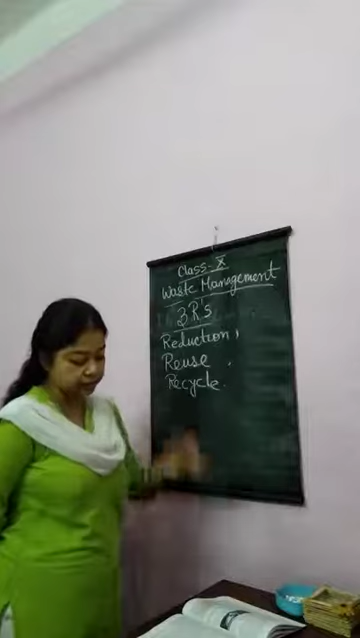 Class-X
Waste Management
3R's
Reduction,
Reuse.
Recycle.